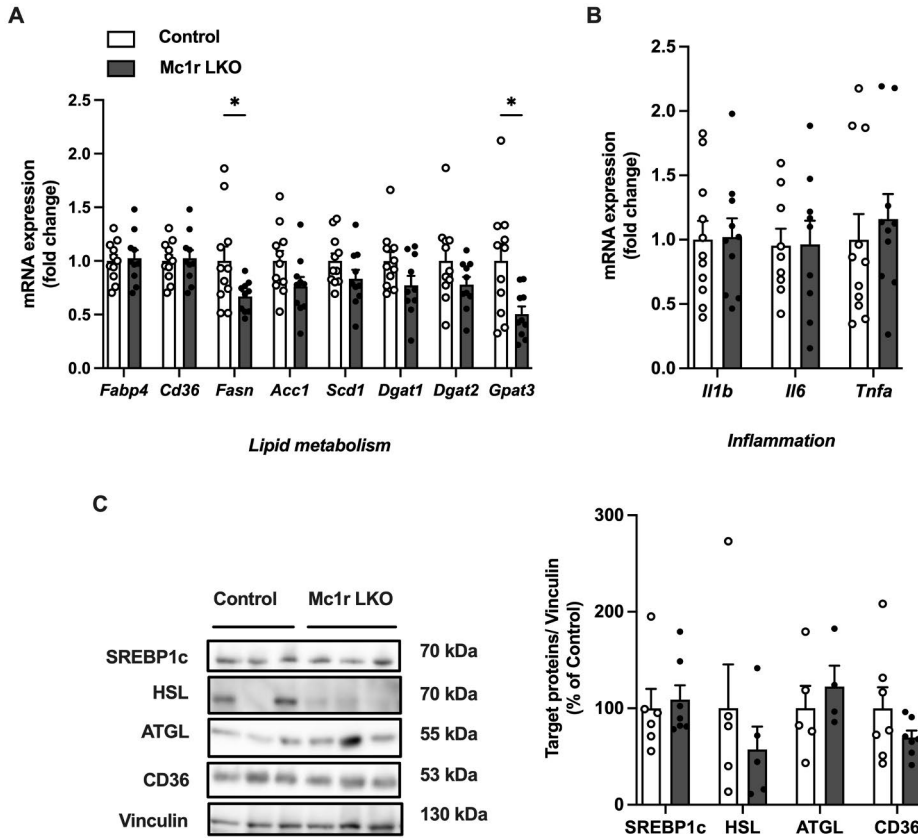 A
Control
Mc1r LKO
mRNA expression
(fold change)
2.5
2.0
1.5
1.0
0.5
0.0
*
*
Fabp4 Cd36 Fasn Acc1 Scd1 Dgat1 Dgat2 Gpat3
Lipid metabolism
B
mRNA expression
(fold change)
2.5
2.0
1.5
1.0
0.5
0.0
Il1b Il6 Tnfa
Inflammation
C
Control Mc1r LKO
SREBP1c 70 kDa
HSL 70 kDa
ATGL 55 kDa
CD36 53 kDa
Vinculin 130 kDa
Target proteins/ Vinculin
(% of Control)
300
200
100
0
SREBP1c HSL ATGL CD36